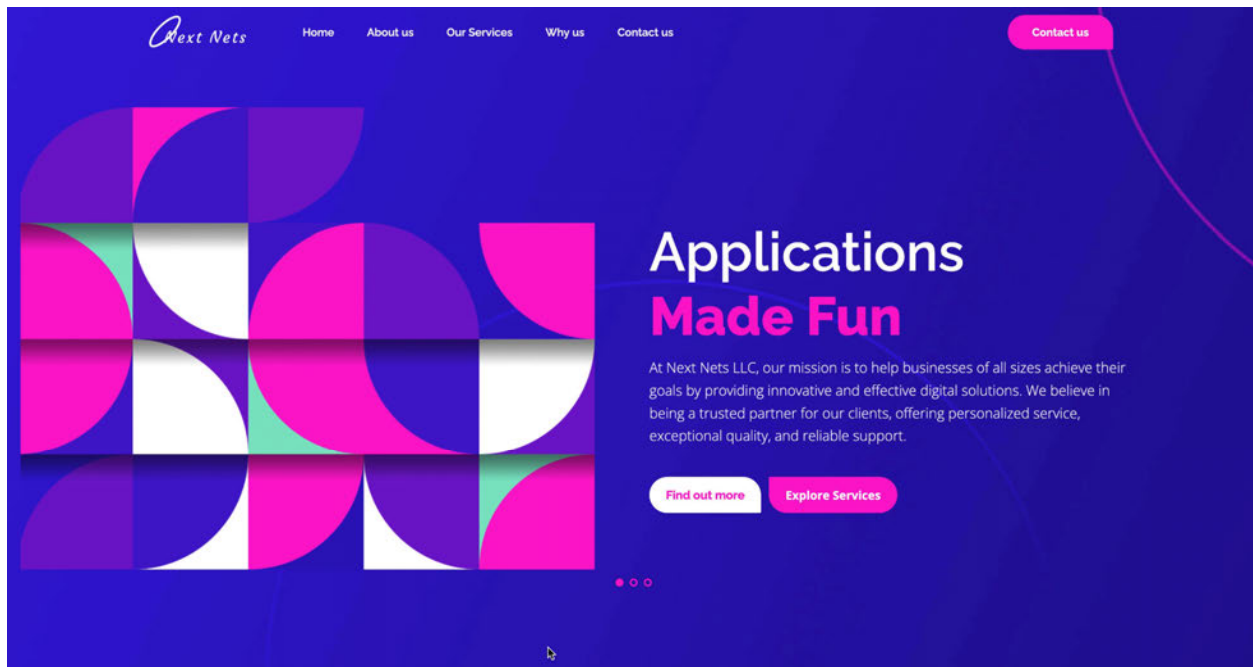 Next Nets
Home
About us
Our Services
Why us
Contact us
Contact us
Applications
Made Fun
At Next Nets LLC, our mission is to help businesses of all sizes achieve their
goals by providing innovative and effective digital solutions. We believe in
being a trusted partner for our clients, offering personalized service,
exceptional quality, and reliable support.
Find out more
Explore Services